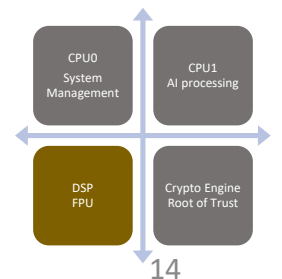 CPU0
System
Management
CPU1
AI processing
DSP
FPU
Crypto Engine
Root of Trust
14